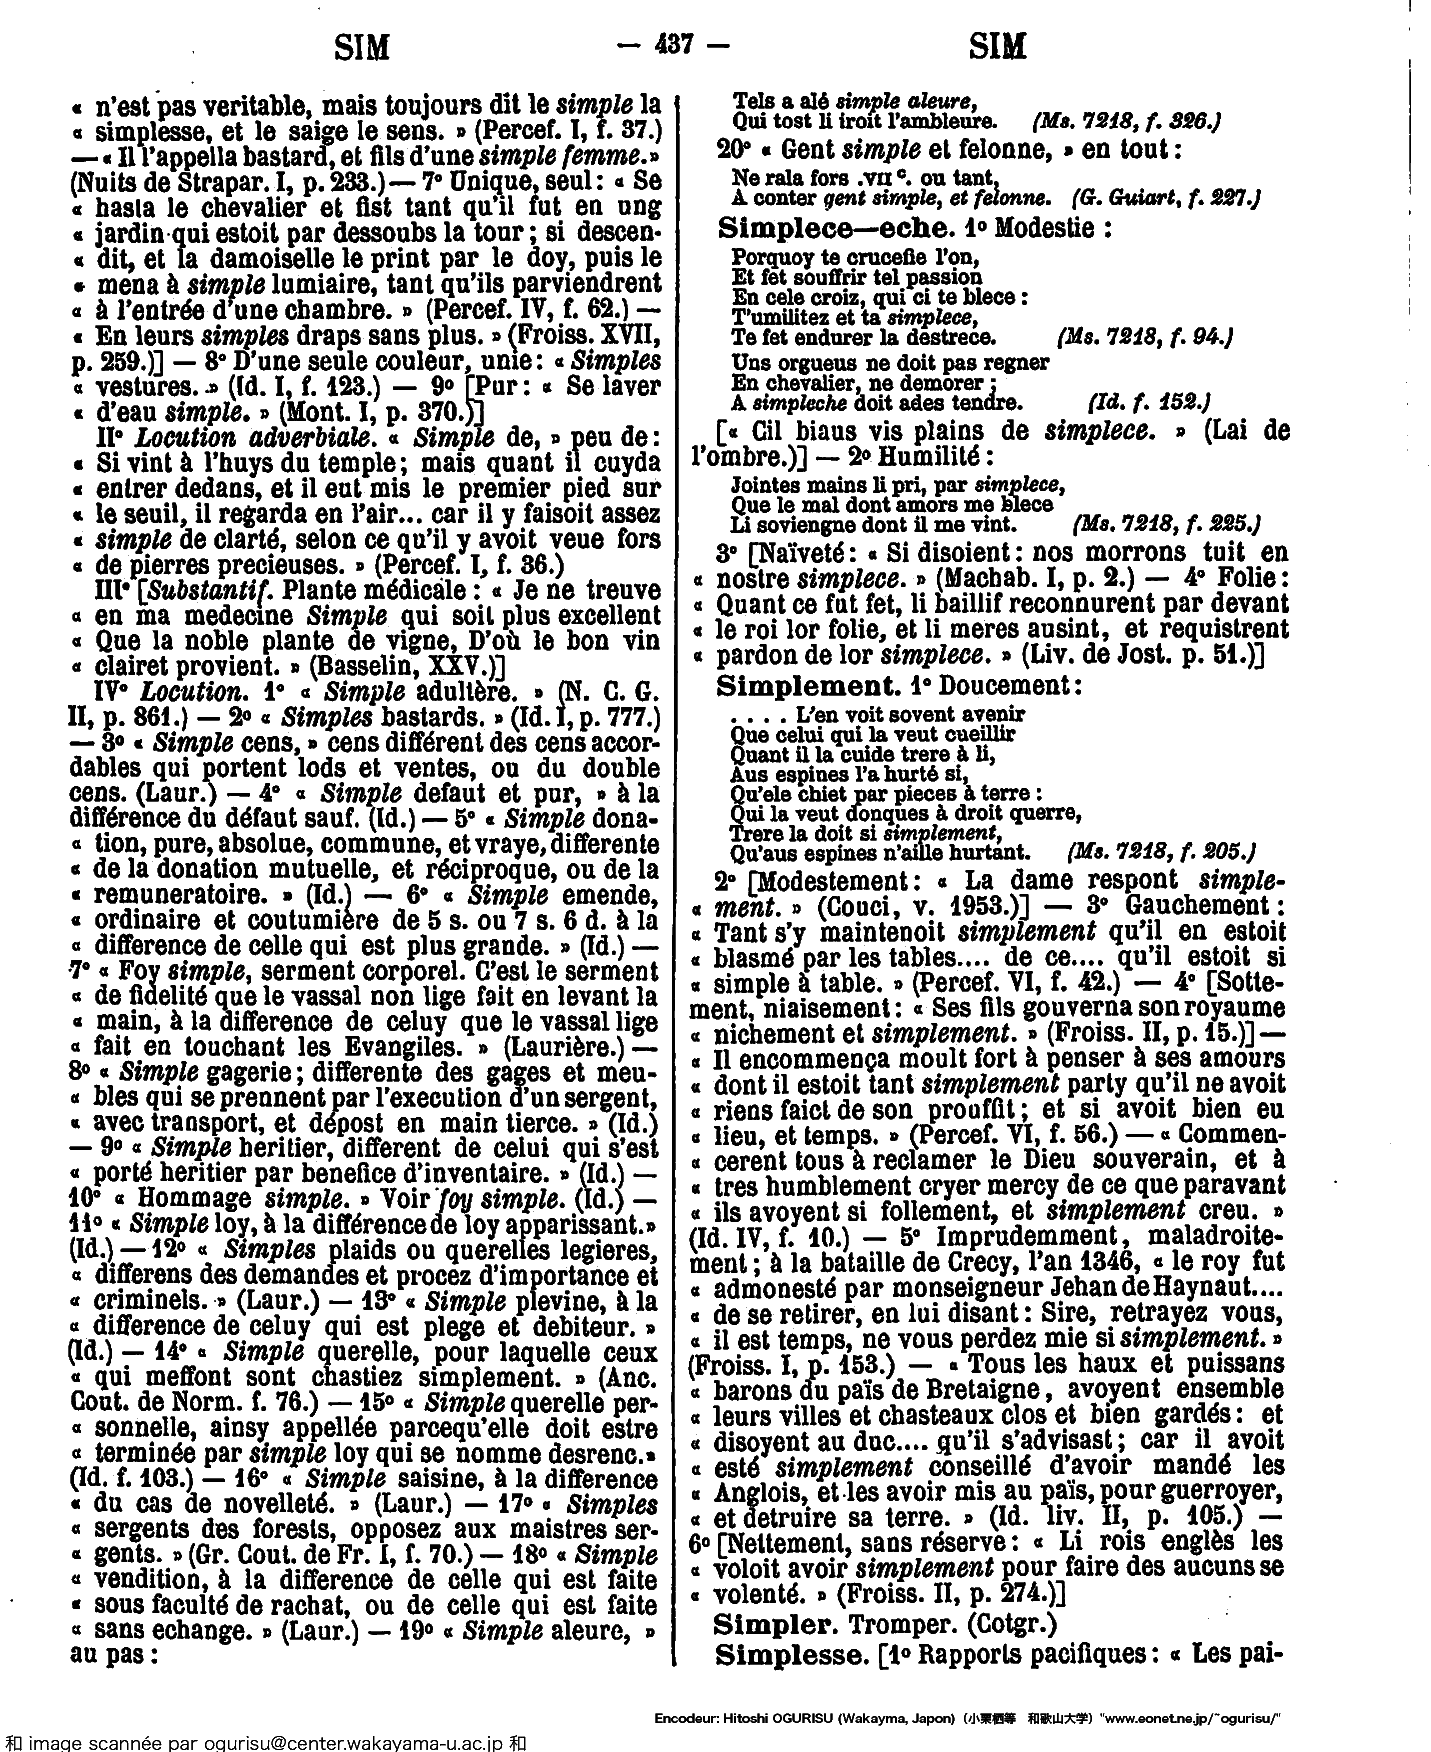 SIM — 437 — SIM
« n'est pas veritable, mais toujours dit le simple la
« simplesse, et le saige le sens. » (Percef. I, f. 37.)
— « Il l'appella bastard, et fils d'une simple femme.»
(Nuits de Strapar. I, p. 233.) — 7º Unique, seul : « Se
« hasta le chevalier et fist tant qu'il fut en ung
« jardin qui estoit par dessoubs la tour ; si descen-
« dit, et la damoiselle le print par le doy, puis le
« mena à simple lumiaire, tant qu'ils parviendrent
« à l'entrée d'une chambre. » (Percef. IV, f. 62.) —
« En leurs simples draps sans plus. » (Froiss. XVII,
p. 259.)] — 8º D'une seule couleur, unie : « Simples
« vestures. » (Id. I, f. 123.) — 9º [Pur : « Se laver
« d'eau simple. » (Mont. I, p. 370.)]
IIº Locution adverbiale. « Simple de, » peu de :
« Si vint à l'huys du temple ; mais quant il cuyda
« entrer dedans, et il eut mis le premier pied sur
« le seuil, il regarda en l'air... car il y faisoit assez
« simple de clarté, selon ce qu'il y avoit veue fors
« de pierres precieuses. » (Percef. I, f. 36.)
IIIº [Substantif. Plante médicale : « Je ne treuve
« en ma medecine Simple qui soit plus excellent
« Que la noble plante de vigne, D'où le bon vin
« clairet provient. » (Basselin, XXV.)]
IVº Locution. 1º « Simple adultère. » (N. C. G.
II, p. 861.) — 2º « Simples bastards. » (Id. I, p. 777.)
— 3º « Simple cens, » cens différent des cens accor-
dables qui portent lods et ventes, ou du double
cens. (Laur.) — 4º « Simple defaut et pur, » à la
différence du défaut sauf. (Id.) — 5º « Simple dona-
« tion, pure, absolue, commune, et vraye, differente
« de la donation mutuelle, et réciproque, ou de la
« remuneratoire. » (Id.) — 6º « Simple emende,
« ordinaire et coutumière de 5 s. ou 7 s. 6 d. à la
« difference de celle qui est plus grande. » (Id.) —
7º « Foy simple, serment corporel. C'est le serment
« de fidelité que le vassal non lige fait en levant la
« main, à la difference de celuy que le vassal lige
« fait en touchant les Evangiles. » (Laurière.) —
8º « Simple gagerie ; differente des gages et meu-
« bles qui se prennent par l'execution d'un sergent,
« avec transport, et dépost en main tierce. » (Id.)
— 9º « Simple heritier, different de celui qui s'est
« porté heritier par benefice d'inventaire. » (Id.) —
10º « Hommage simple. » Voir foy simple. (Id.) —
11º « Simple loy, à la différence de loy apparissant.»
(Id.) — 12º « Simples plaids ou querelles legieres,
« differens des demandes et procez d'importance et
« criminels. » (Laur.) — 13º « Simple plevine, à la
« difference de celuy qui est plege et debiteur. »
(Id.) — 14º « Simple querelle, pour laquelle ceux
« qui meffont sont chastiez simplement. » (Anc.
Cout. de Norm. f. 76.) — 15º « Simple querelle per-
« sonnelle, ainsy appellée parcequ'elle doit estre
« terminée par simple loy qui se nomme desrenc.»
(Id. f. 103.) — 16º « Simple saisine, à la difference
« du cas de novelleté. » (Laur.) — 17º « Simples
« sergents des forests, opposez aux maistres ser-
« gents. » (Gr. Cout. de Fr. I, f. 70.) — 18º « Simple
« vendition, à la difference de celle qui est faite
« sous faculté de rachat, ou de celle qui est faite
« sans echange. » (Laur.) — 19º « Simple aleure, »
au pas :
Tels a alé simple aleure,
Qui tost li iroit l'ambleure. (Ms. 7218, f. 326.)
20º « Gent simple et felonne, » en tout :
Ne rala fors .VII c. ou tant,
A conter gent simple, et felonne. (G. Guiart, f. 227.)
Simplece—eche. 1º Modestie :
Porquoy te crucefie l'on,
Et fet souffrir tel passion
En cele croiz, qui ci te blece :
T'umilitez et ta simplece,
Te fet endurer la destrece. (Ms. 7218, f. 94.)
Uns orgueus ne doit pas regner
En chevalier, ne demorer ;
A simpleche doit ades tendre. (Id. f. 152.)
[« Cil biaus vis plains de simplece. » (Lai de
l'ombre.)] — 2º Humilité :
Jointes mains li pri, par simplece,
Que le mal dont amors me blece
Li soviengne dont il me vint. (Ms. 7218, f. 225.)
3º [Naïveté : « Si disoient : nos morrons tuit en
« nostre simplece. » (Machab. I, p. 2.) — 4º Folie :
« Quant ce fut fet, li baillif reconnurent par devant
« le roi lor folie, et li meres ausint, et requistrent
« pardon de lor simplece. » (Liv. de Jost. p. 51.)]
Simplement. 1º Doucement :
. . . . L'en voit sovent avenir
Que celui qui la veut cueillir
Quant il la cuide trere à li,
Aus espines l'a hurté si,
Qu'ele chiet par pieces à terre :
Qui la veut donques à droit querre,
Trere la doit si simplement,
Qu'aus espines n'aille hurtant. (Ms. 7218, f. 205.)
2º [Modestement : « La dame respont simple-
« ment. » (Couci, v. 1953.)] — 3º Gauchement :
« Tant s'y maintenoit simplement qu'il en estoit
« blasmé par les tables.... de ce.... qu'il estoit si
« simple à table. » (Percef. VI, f. 42.) — 4º [Sotte-
ment, niaisement : « Ses fils gouverna son royaume
« nichement et simplement. » (Froiss. II, p. 15.)] —
« Il encommença moult fort à penser à ses amours
« dont il estoit tant simplement party qu'il ne avoit
« riens faict de son prouffit ; et si avoit bien eu
« lieu, et temps. » (Percef. VI, f. 56.) — « Commen-
« cerent tous à reclamer le Dieu souverain, et à
« tres humblement cryer mercy de ce que paravant
« ils avoyent si follement, et simplement creu. »
(Id. IV, f. 10.) — 5º Imprudemment, maladroite-
ment ; à la bataille de Crecy, l'an 1346, « le roy fut
« admonesté par monseigneur Jehan de Haynaut....
« de se retirer, en lui disant : Sire, retrayez vous,
« il est temps, ne vous perdez mie si simplement. »
(Froiss. I, p. 153.) — « Tous les haux et puissans
« barons du païs de Bretaigne, avoyent ensemble
« leurs villes et chasteaux clos et bien gardés : et
« disoyent au duc.... qu'il s'advisast ; car il avoit
« esté simplement conseillé d'avoir mandé les
« Anglois, et les avoir mis au païs, pour guerroyer,
« et detruire sa terre. » (Id. liv. II, p. 105.) —
6º [Nettement, sans réserve : « Li rois englès les
« voloit avoir simplement pour faire des aucuns se
« volenté. » (Froiss. II, p. 274.)]
Simpler. Tromper. (Cotgr.)
Simplesse. [1º Rapports pacifiques : « Les pai-
Encodeur: Hitoshi OGURISU (Wakayma, Japon) (小栗栖等 和歌山大学) "www.eonet.ne.jp/~ogurisu/"
和 image scannée par ogurisu@center.wakayama-u.ac.jp 和